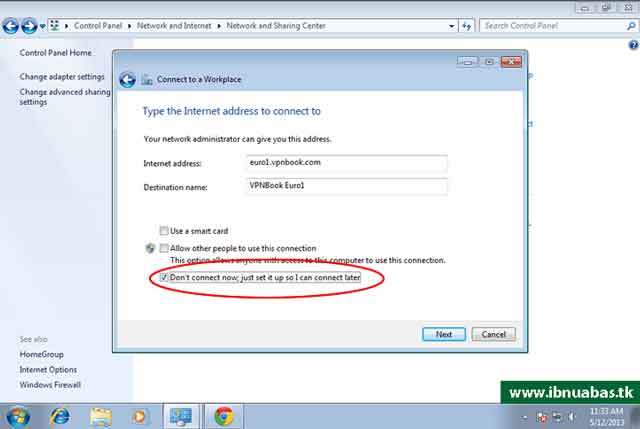 Control Panel ▸ Network and Internet ▸ Network and Sharing Center
Search Control Panel
Control Panel Home
Change adapter settings
Change advanced sharing
settings
Connect to a Workplace
Type the Internet address to connect to
Your network administrator can give you this address.
Internet address: euro1.vpnbook.com
Destination name: VPNBook Euro1
Use a smart card
Allow other people to use this connection
This option allows anyone with access to this computer to use this connection.
Don't connect now; just set it up so I can connect later
Next Cancel
See also
HomeGroup
Internet Options
Windows Firewall
www.ibnuabas.tk
11:33 AM
5/12/2013